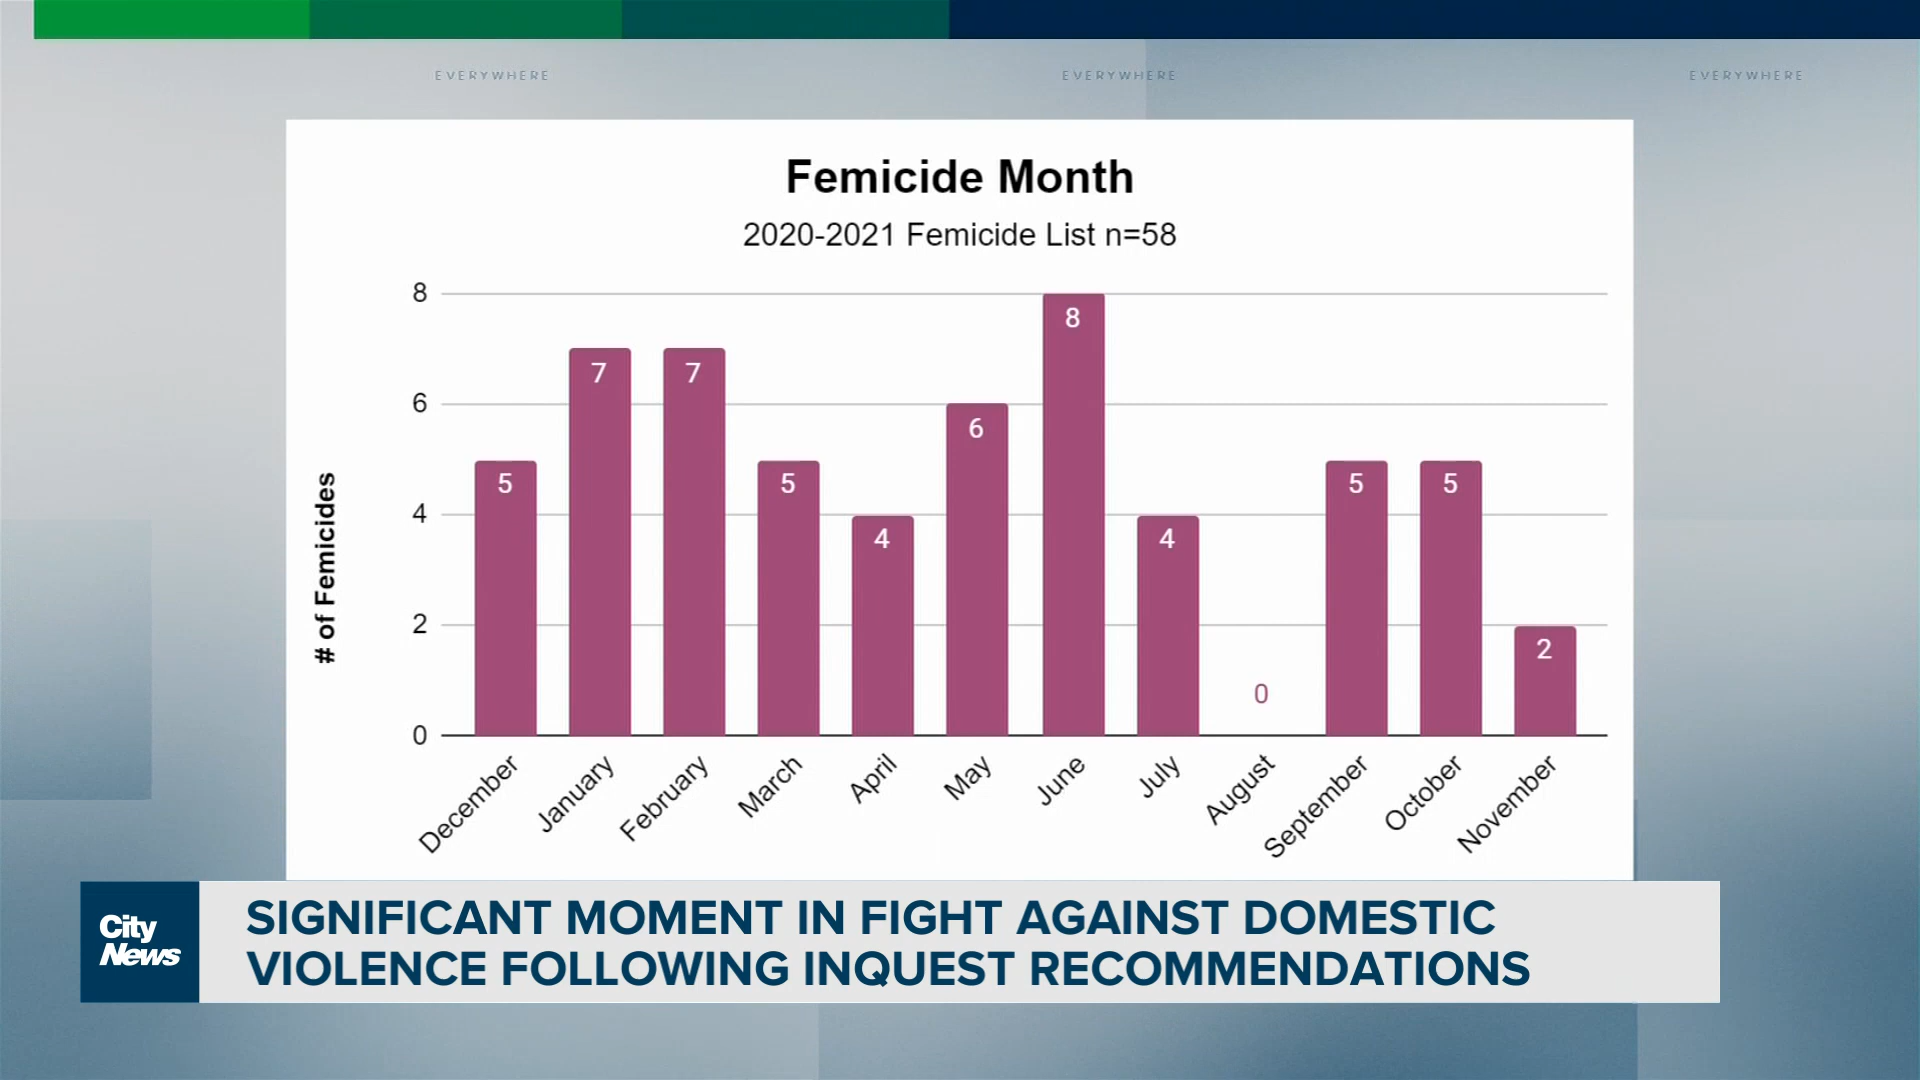 EVERYWHERE EVERYWHERE EVERYWHERE
Femicide Month
2020-2021 Femicide List n=58
# of Femicides
8
6
4
2
0
5 7 7 5 4 6 8 4 0 5 5 2
December January February March April May June July August September October November
City
News
SIGNIFICANT MOMENT IN FIGHT AGAINST DOMESTIC
VIOLENCE FOLLOWING INQUEST RECOMMENDATIONS